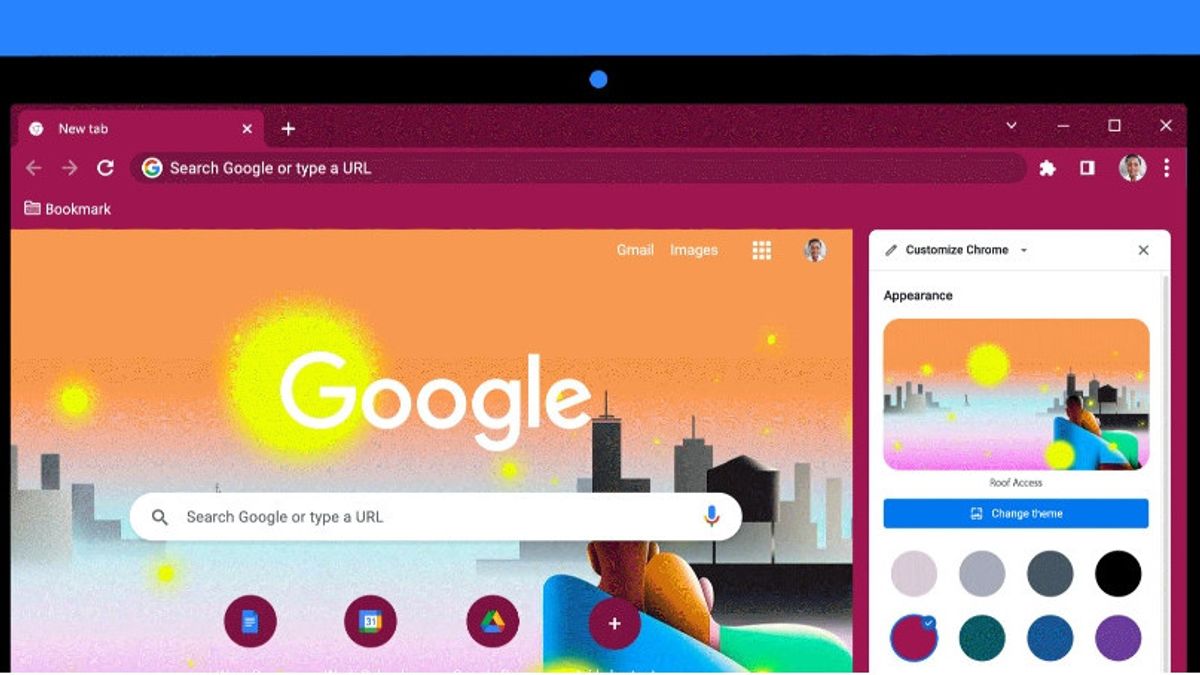 New tab
Search Google or type a URL
Bookmark
Gmail Images
Google
Search Google or type a URL
31
Customize Chrome
Appearance
Roof Access
Change theme